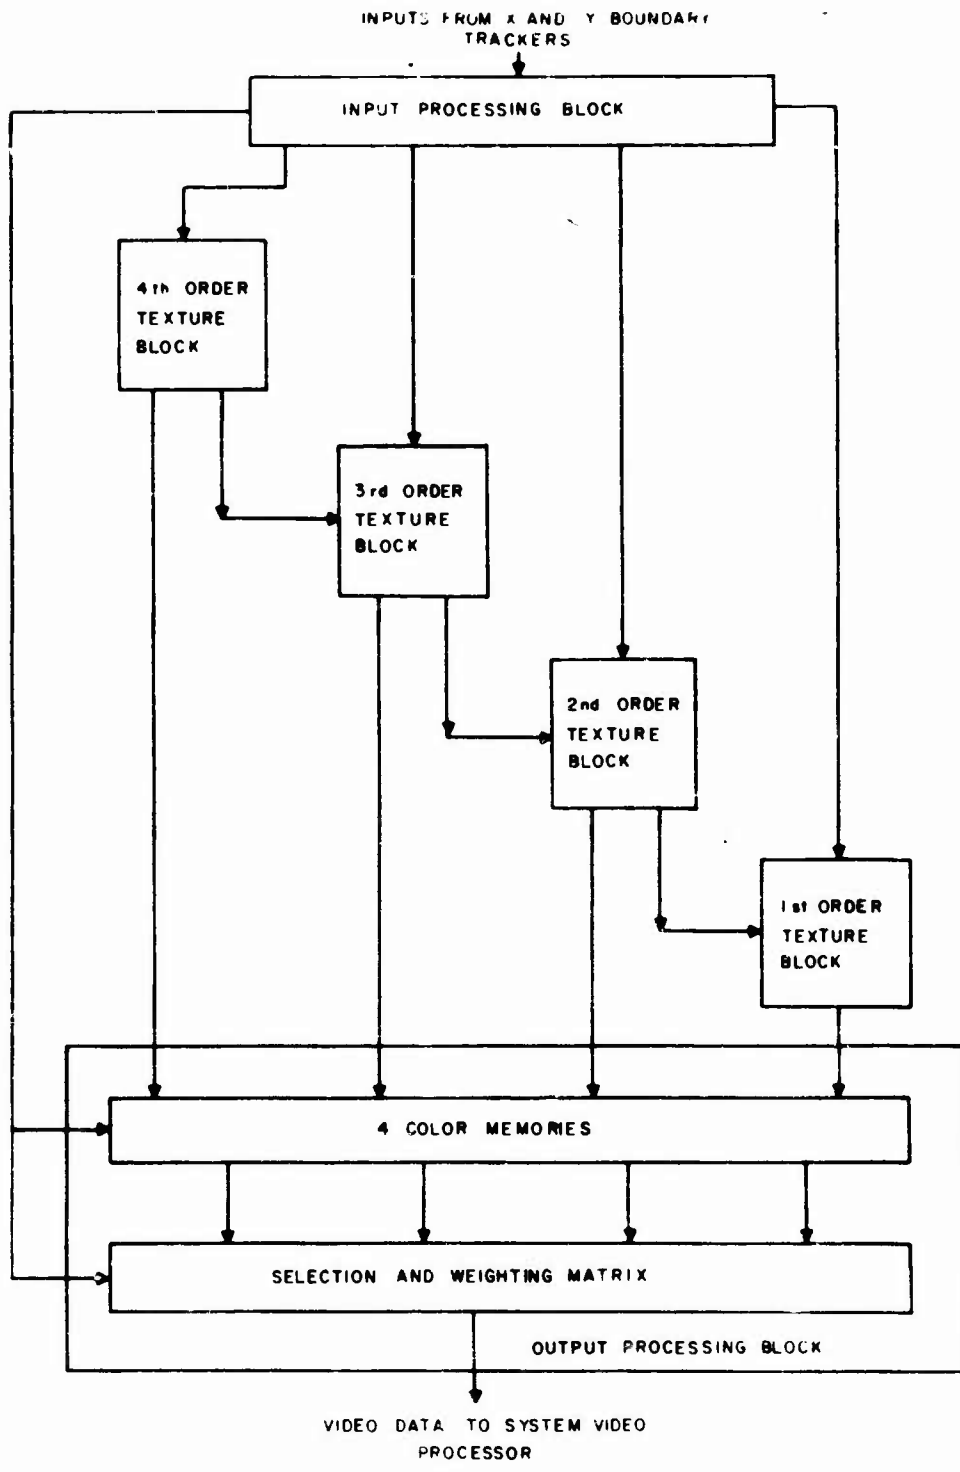 INPUTS FROM X AND Y BOUNDARY
TRACKERS
INPUT PROCESSING BLOCK
4th ORDER
TEXTURE
BLOCK
3rd ORDER
TEXTURE
BLOCK
2nd ORDER
TEXTURE
BLOCK
1st ORDER
TEXTURE
BLOCK
4 COLOR MEMORIES
SELECTION AND WEIGHTING MATRIX
OUTPUT PROCESSING BLOCK
VIDEO DATA TO SYSTEM VIDEO
PROCESSOR